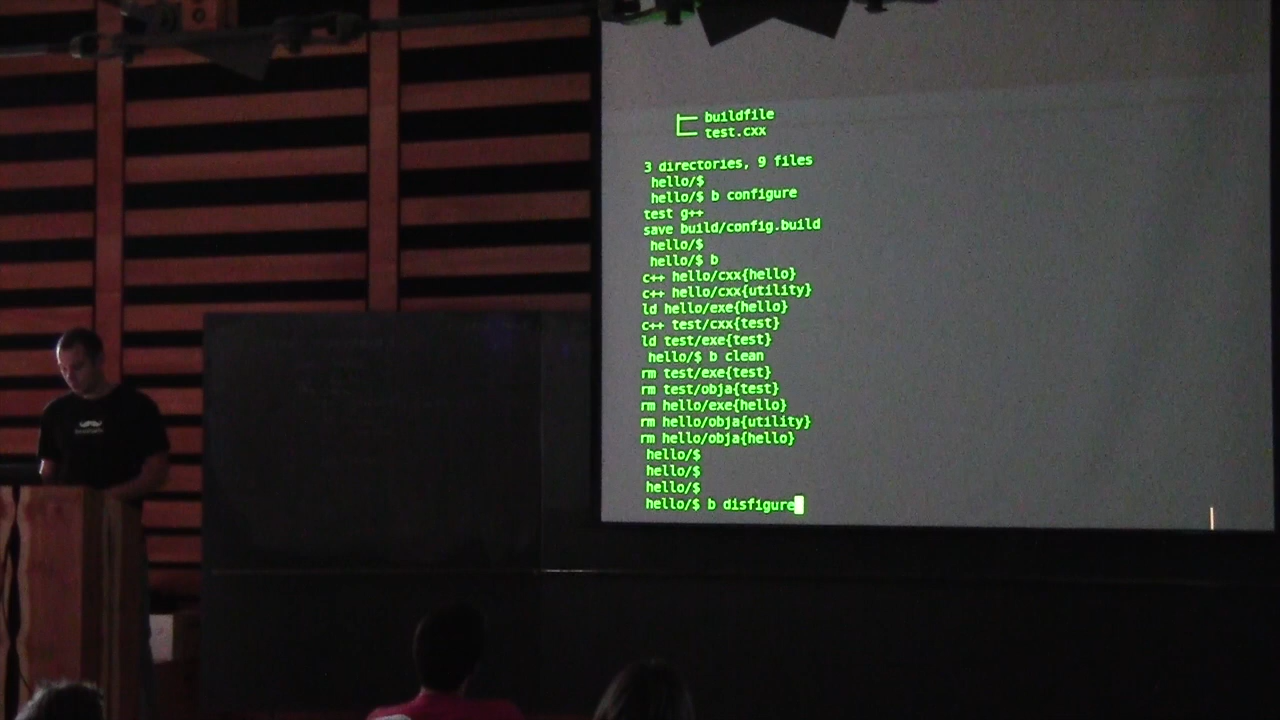 ├── buildfile
└── test.cxx
3 directories, 9 files
hello/$
hello/$ b configure
test g++
save build/config.build
hello/$
hello/$ b
c++ hello/cxx{hello}
c++ hello/cxx{utility}
ld hello/exe{hello}
c++ test/cxx{test}
ld test/exe{test}
hello/$ b clean
rm test/exe{test}
rm test/obja{test}
rm hello/exe{hello}
rm hello/obja{utility}
rm hello/obja{hello}
hello/$
hello/$
hello/$
hello/$ b disfigure